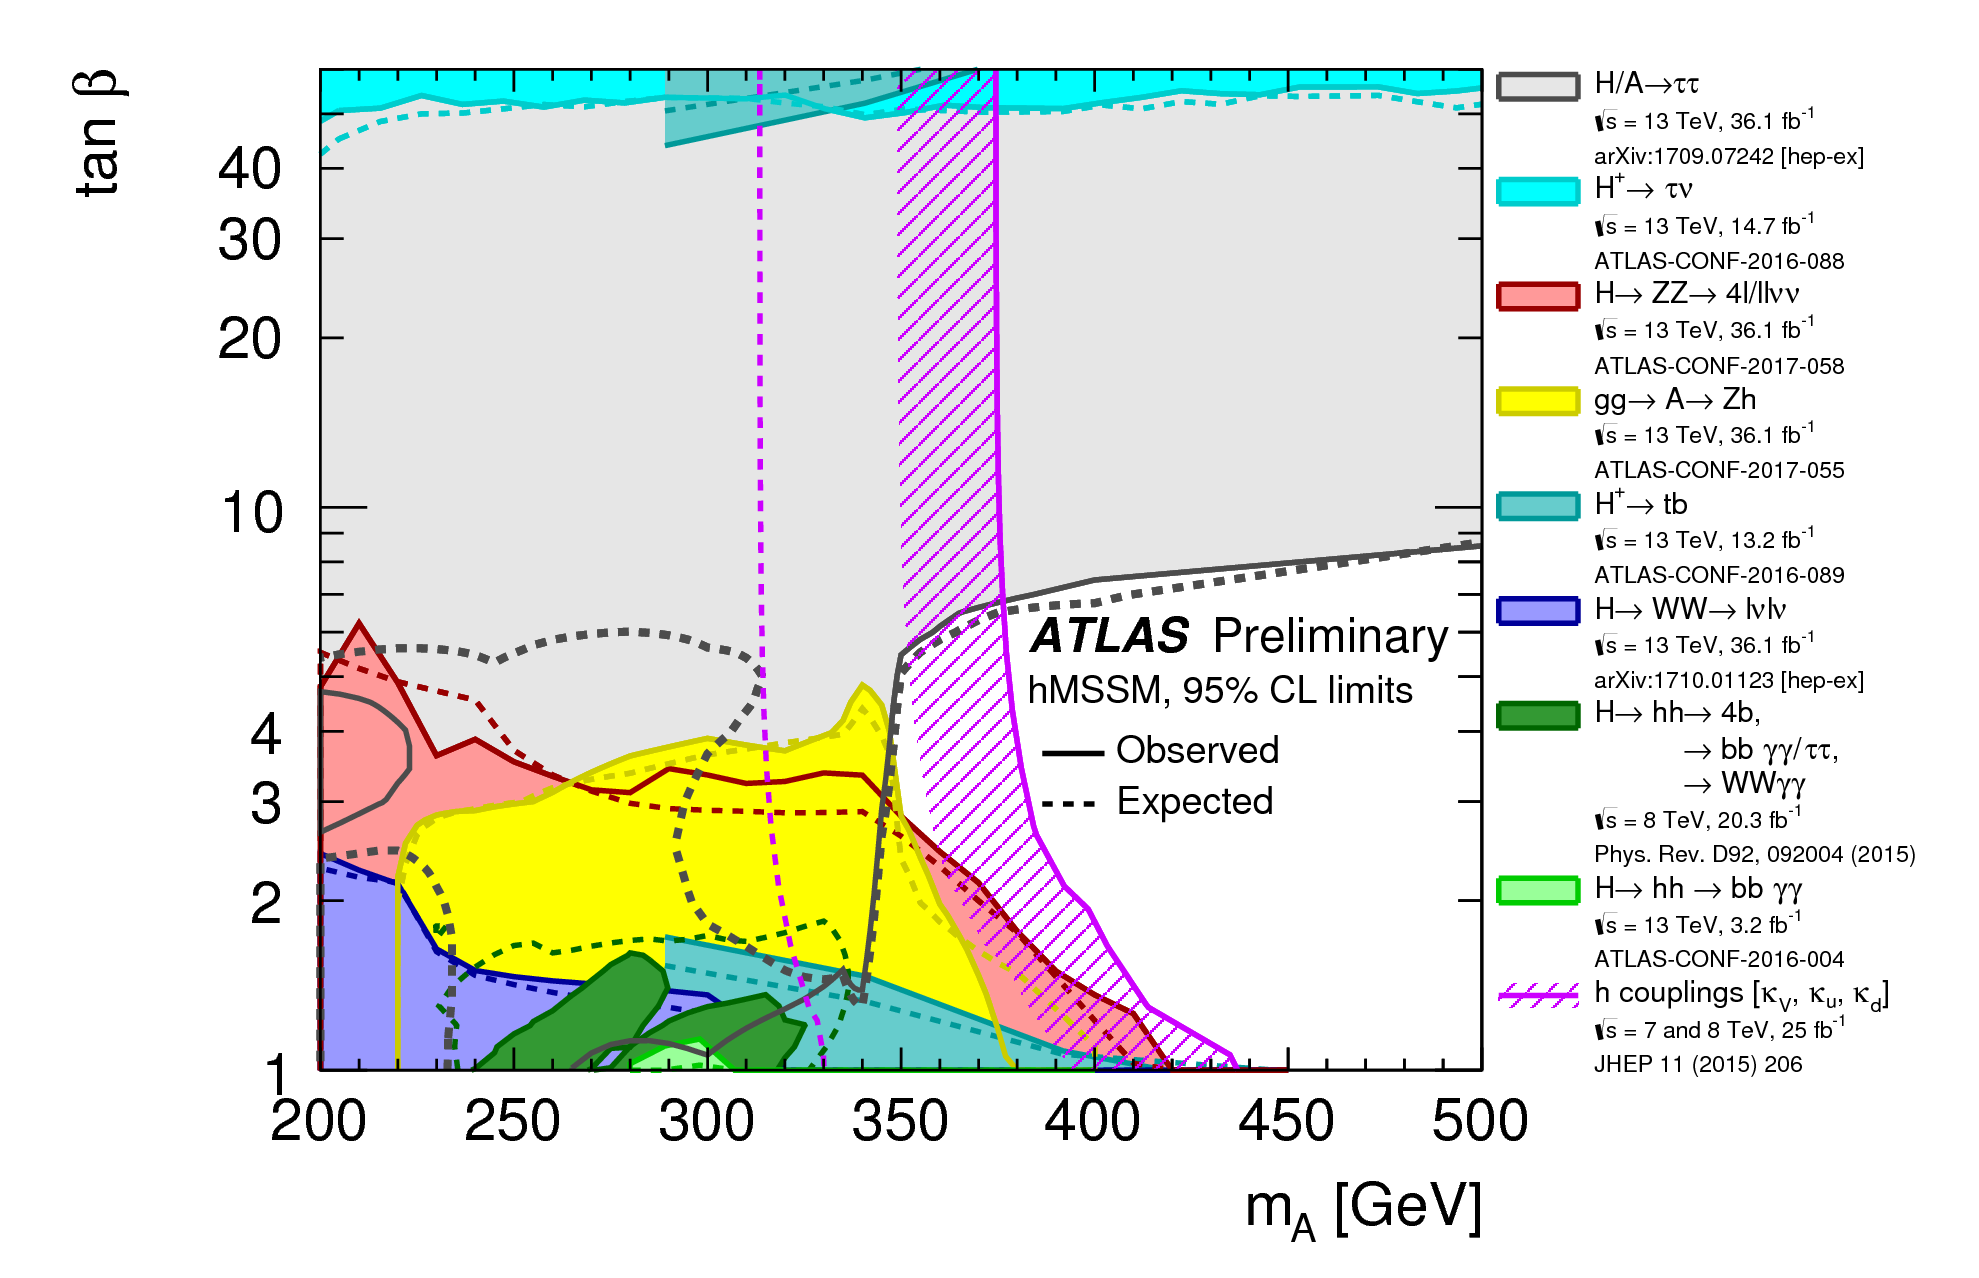 tan β
40
30
20
10
4
3
2
1
200 250 300 350 400 450 500
m_A [GeV]
ATLAS Preliminary
hMSSM, 95% CL limits
Observed
Expected
H/A→ττ
√s = 13 TeV, 36.1 fb⁻¹
arXiv:1709.07242 [hep-ex]
H⁺→ τν
√s = 13 TeV, 14.7 fb⁻¹
ATLAS-CONF-2016-088
H→ ZZ→ 4l/llνν
√s = 13 TeV, 36.1 fb⁻¹
ATLAS-CONF-2017-058
gg→ A→ Zh
√s = 13 TeV, 36.1 fb⁻¹
ATLAS-CONF-2017-055
H⁺→ tb
√s = 13 TeV, 13.2 fb⁻¹
ATLAS-CONF-2016-089
H→ WW→ lνlν
√s = 13 TeV, 36.1 fb⁻¹
arXiv:1710.01123 [hep-ex]
H→ hh→ 4b,
→ bb γγ/ττ,
→ WWγγ
√s = 8 TeV, 20.3 fb⁻¹
Phys. Rev. D92, 092004 (2015)
H→ hh → bb γγ
√s = 13 TeV, 3.2 fb⁻¹
ATLAS-CONF-2016-004
h couplings [κ_V, κ_u, κ_d]
√s = 7 and 8 TeV, 25 fb⁻¹
JHEP 11 (2015) 206